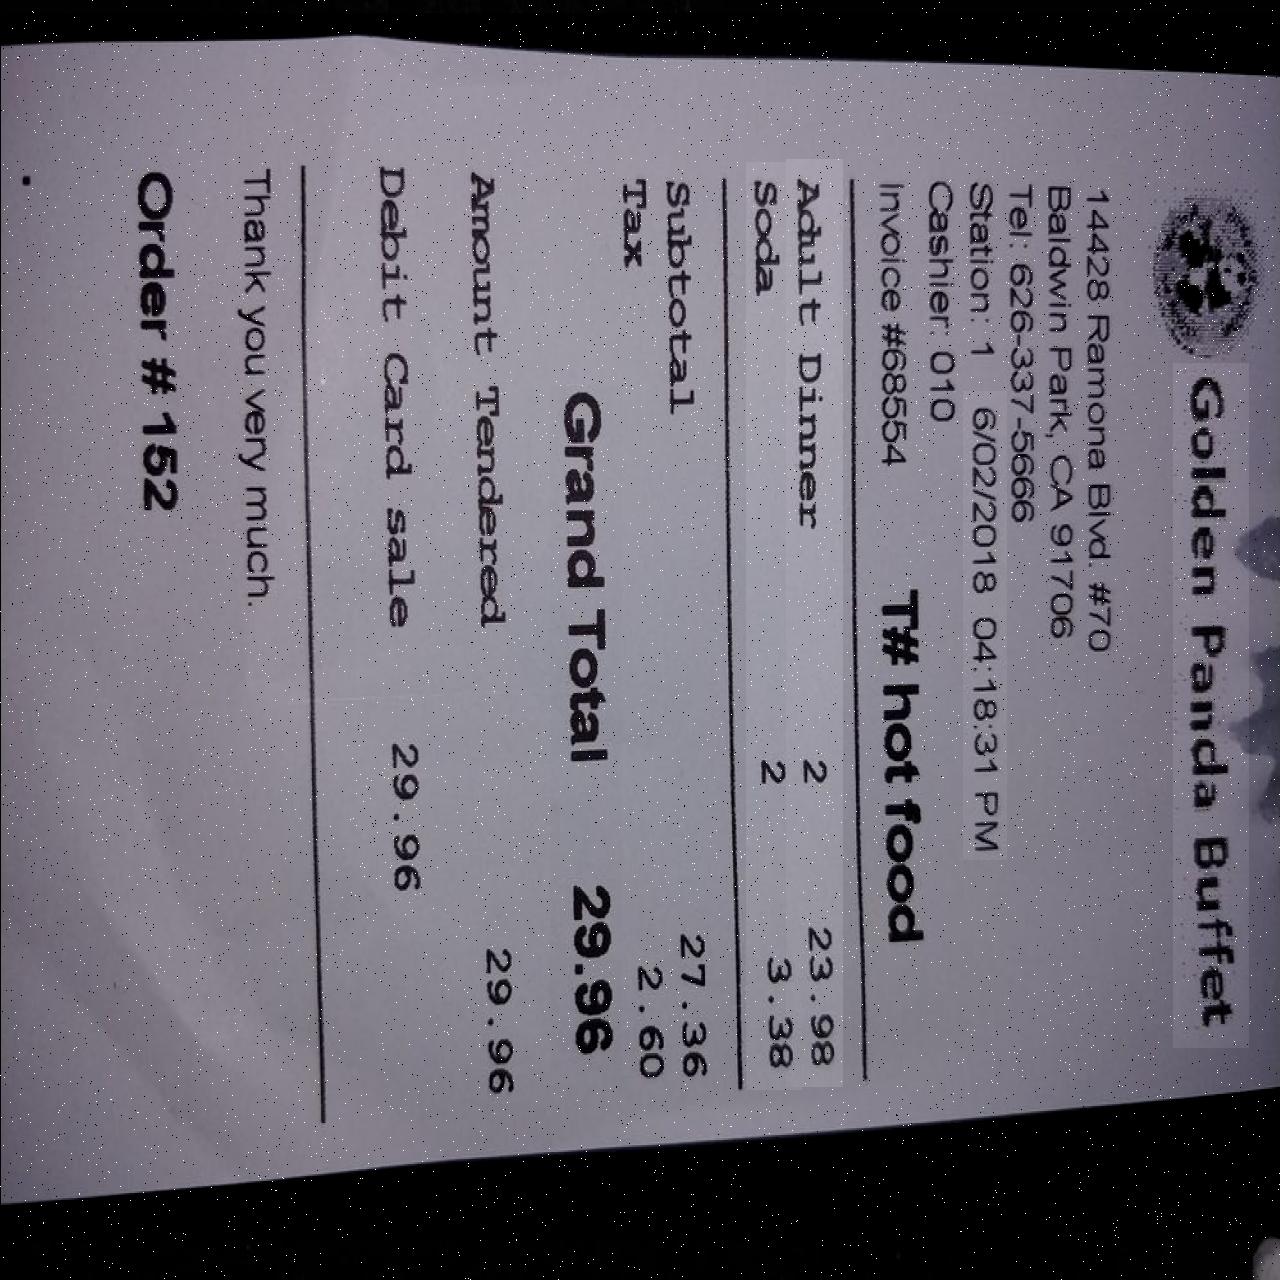 Golden Panda Buffet
14428 Ramona Blvd. #70
Baldwin Park, CA 91706
Tel: 626-337-5666
Station: 1 6/02/2018 04:18:31 PM
Cashier: 010
Invoice #68554 T# hot food
Adult Dinner 2 23.98
Soda 2 3.38
Subtotal 27.36
Tax 2.60
Grand Total 29.96
Amount Tendered 29.96
Debit Card sale 29.96
Thank you very much.
Order # 152